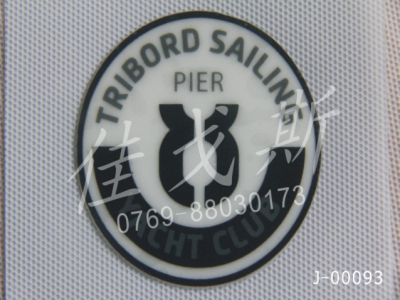 TRIBORD SAILING
PIER
佳戈斯
0769-88030173
YACHT CLUB
J-00093